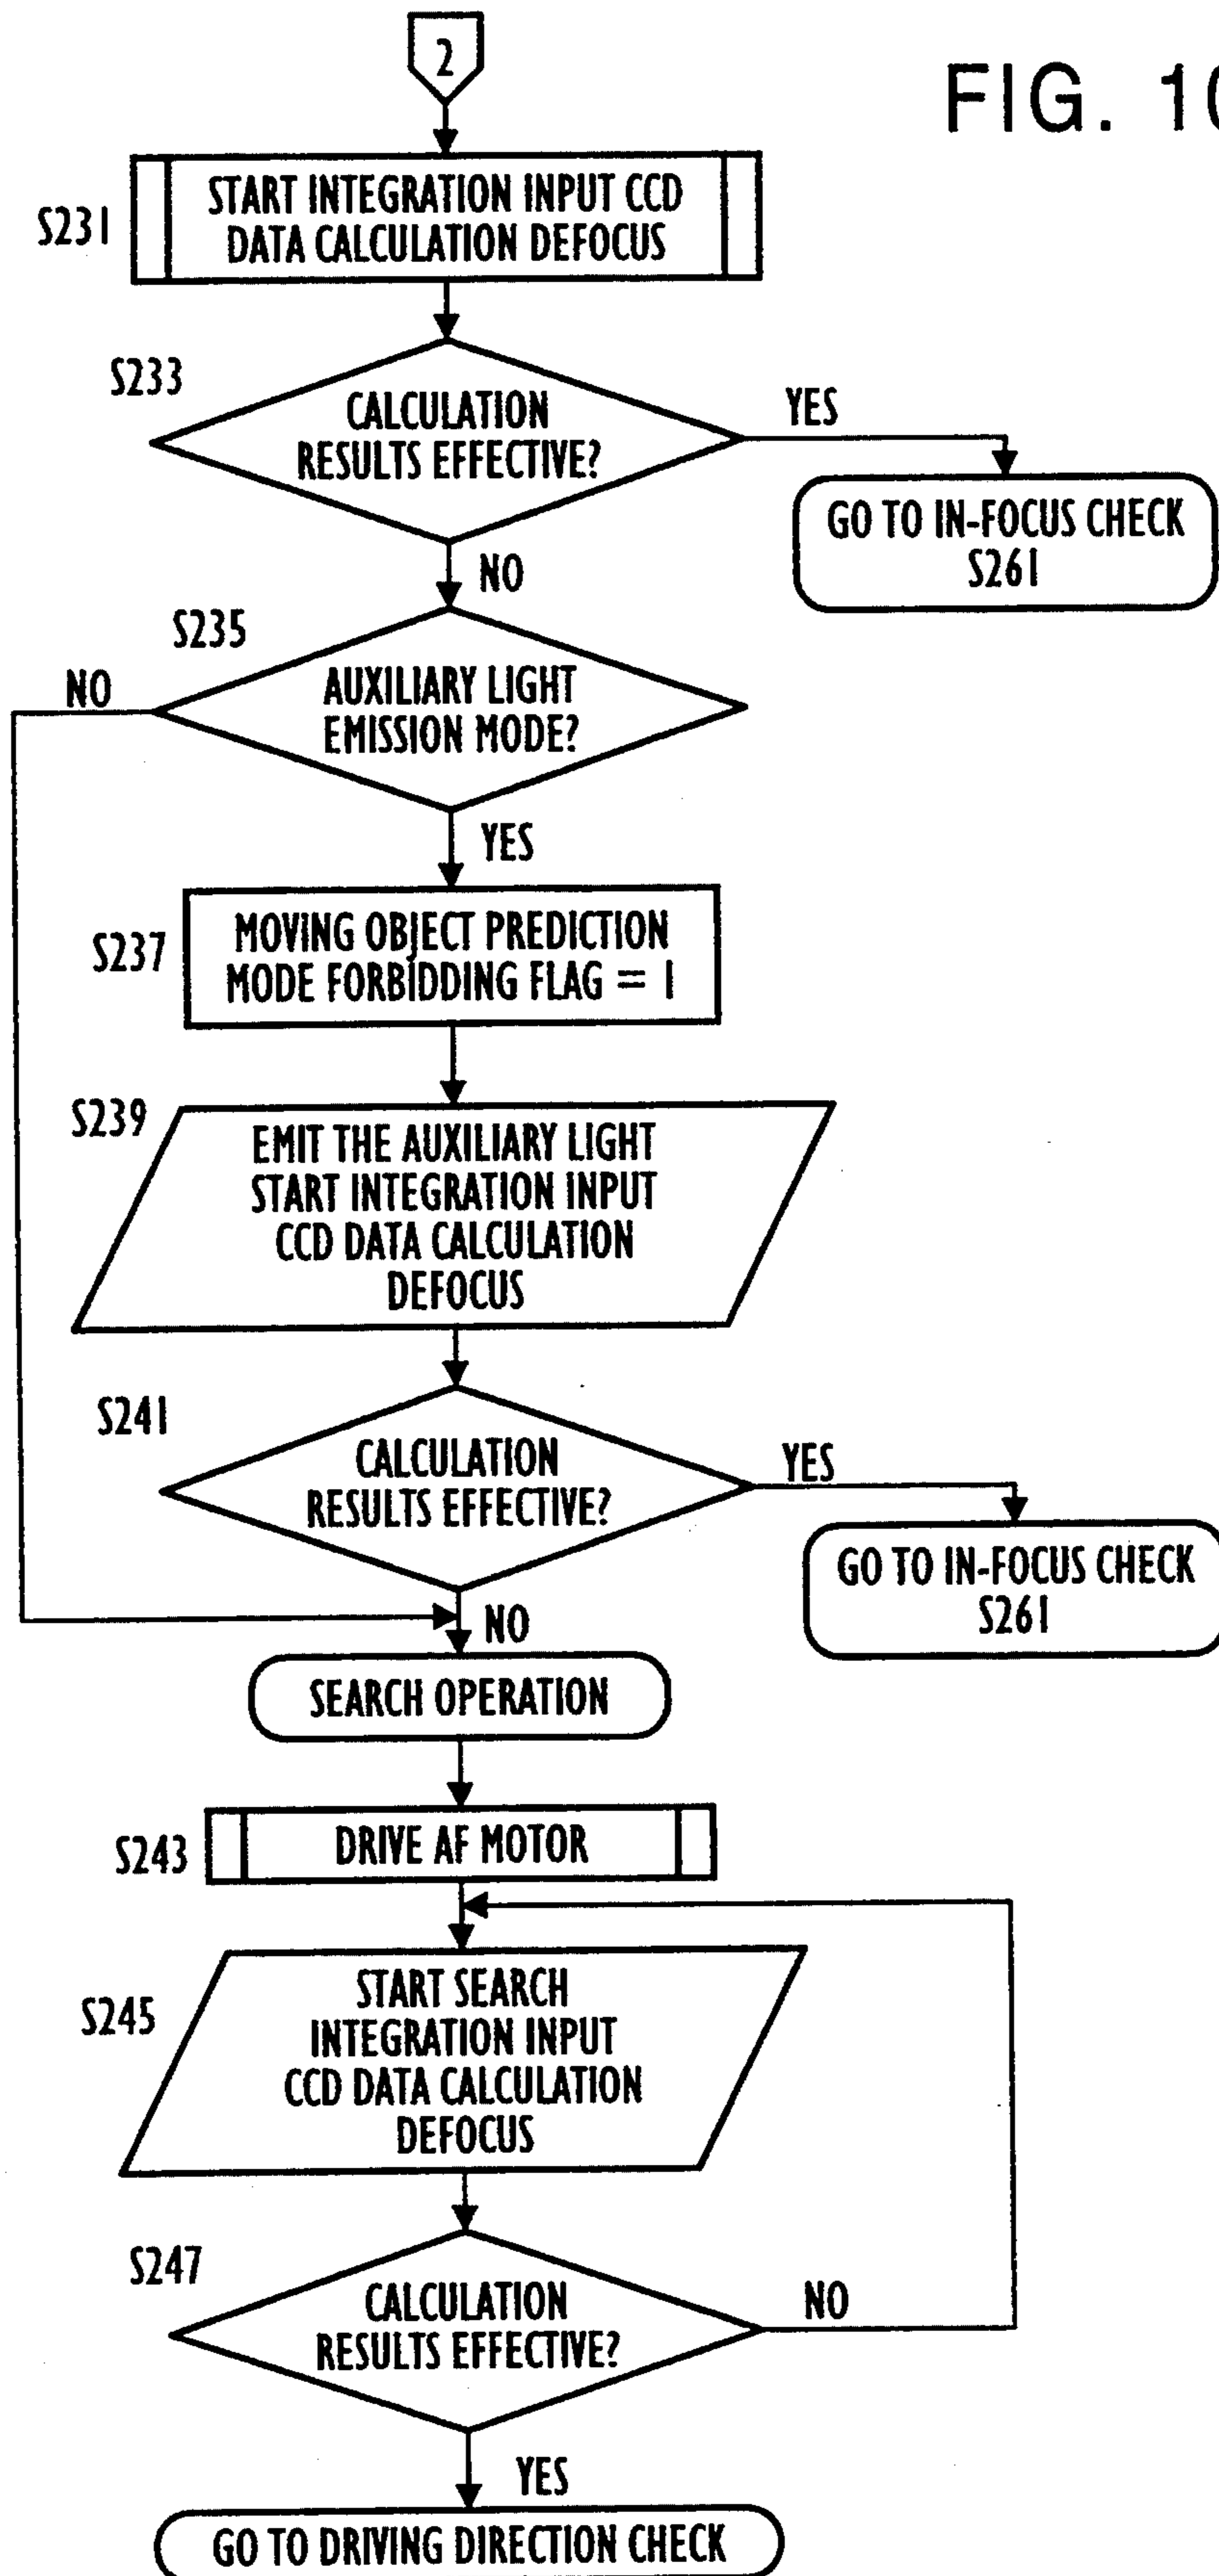 2
FIG. 10
S231
START INTEGRATION INPUT CCD
DATA CALCULATION DEFOCUS
S233
CALCULATION
RESULTS EFFECTIVE?
YES
GO TO IN-FOCUS CHECK
S261
NO
S235
AUXILIARY LIGHT
EMISSION MODE?
NO
YES
S237
MOVING OBJECT PREDICTION
MODE FORBIDDING FLAG = 1
S239
EMIT THE AUXILIARY LIGHT
START INTEGRATION INPUT
CCD DATA CALCULATION
DEFOCUS
S241
CALCULATION
RESULTS EFFECTIVE?
YES
GO TO IN-FOCUS CHECK
S261
NO
SEARCH OPERATION
S243
DRIVE AF MOTOR
S245
START SEARCH
INTEGRATION INPUT
CCD DATA CALCULATION
DEFOCUS
S247
CALCULATION
RESULTS EFFECTIVE?
NO
YES
GO TO DRIVING DIRECTION CHECK